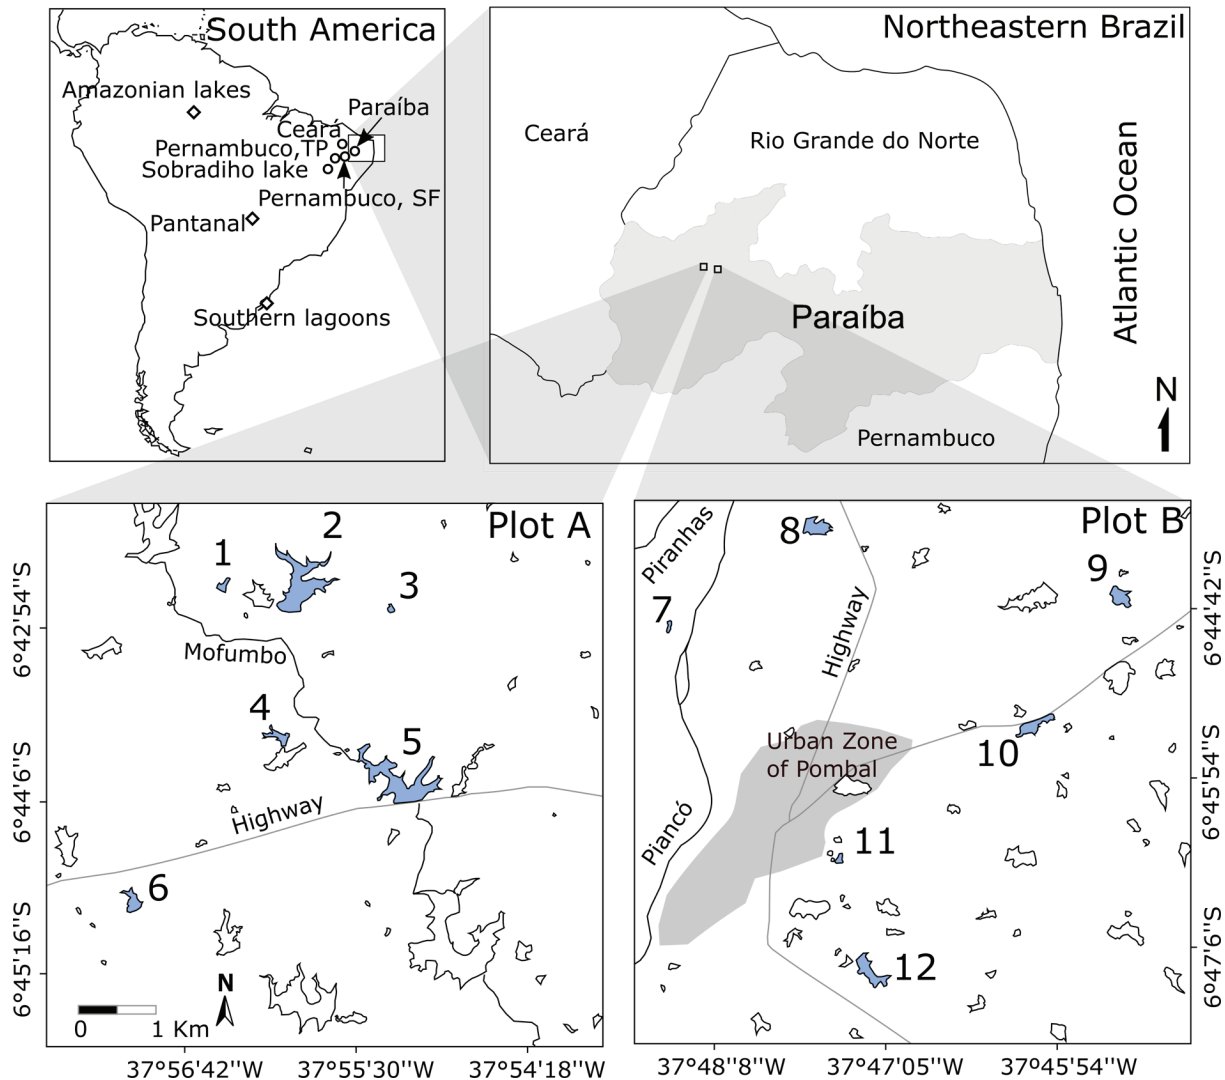 South America
Amazonian lakes
Paraíba
Ceará
Pernambuco,TP
Sobradiho lake
Pernambuco, SF
Pantanal
Southern lagoons
Northeastern Brazil
Ceará
Rio Grande do Norte
Atlantic Ocean
Paraíba
Pernambuco
N
Plot A
1
2
3
Mofumbo
4
5
Highway
6
N
0 1 Km
6°42'54''S
6°44'6''S
6°45'16''S
37°56'42''W
37°55'30''W
37°54'18''W
Plot B
Piranhas
8
9
7
Highway
Urban Zone
of Pombal
10
Piancó
11
12
6°44'42''S
6°45'54''S
6°47'6''S
37°48'8''W
37°47'05''W
37°45'54''W